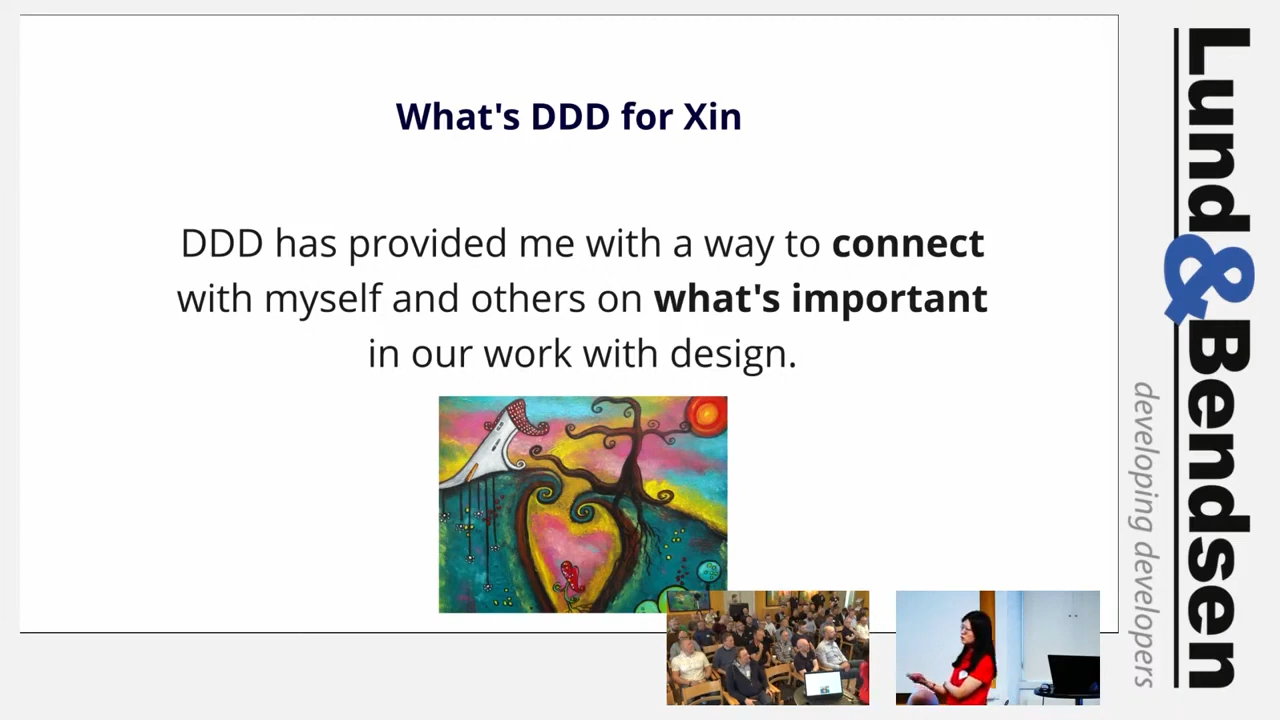 What's DDD for Xin
DDD has provided me with a way to connect
with myself and others on what's important
in our work with design.
Lund&Bendsen
developing developers